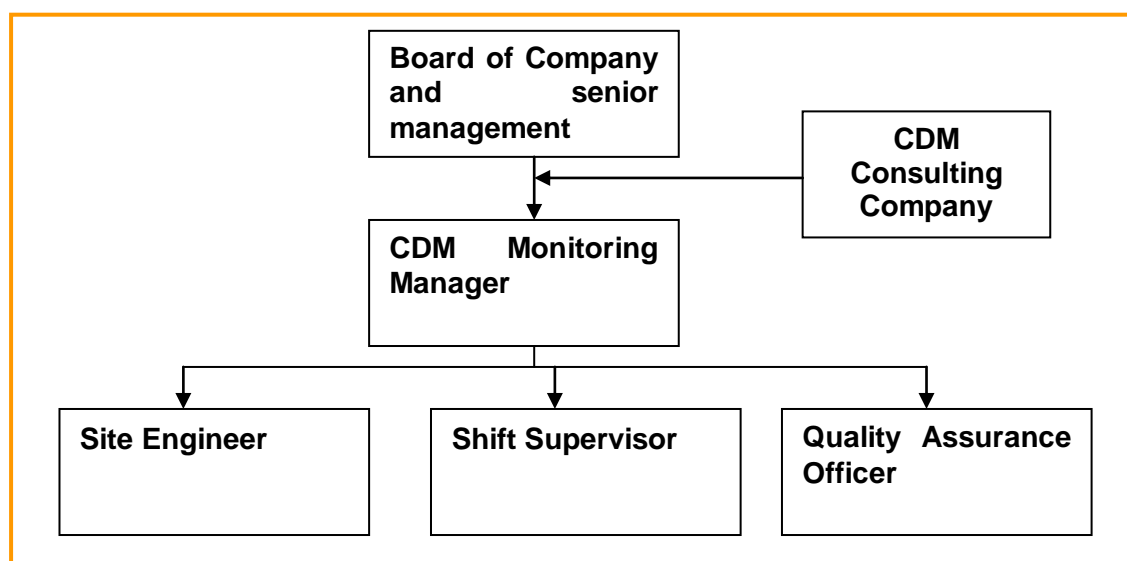 Board of Company
and senior
management
CDM
Consulting
Company
CDM Monitoring
Manager
Site Engineer
Shift Supervisor
Quality Assurance
Officer